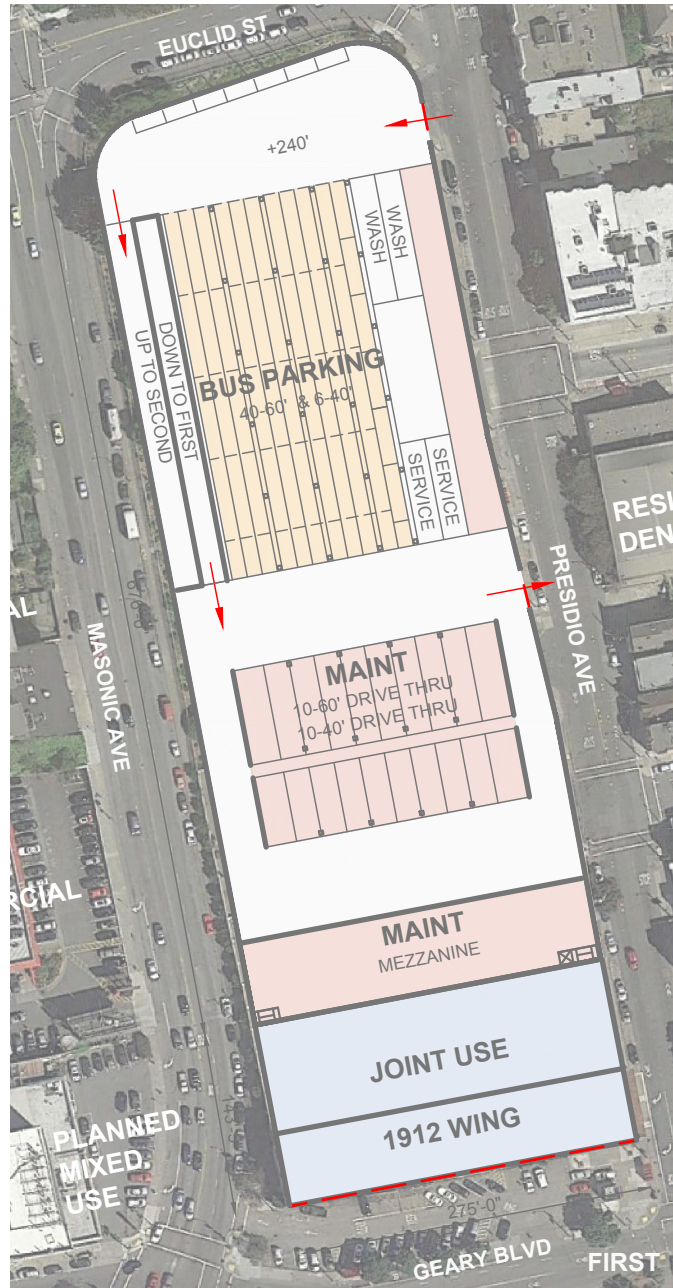 EUCLID ST
+240'
WASH
WASH
DOWN TO FIRST
UP TO SECOND
BUS PARKING
40-60' & 6-40'
SERVICE
SERVICE
RESI
DEN
PRESIDIO AVE
AL
MASONIC AVE
MAINT
10-60' DRIVE THRU
10-40' DRIVE THRU
RCIAL
MAINT
MEZZANINE
JOINT USE
1912 WING
PLANNED
MIXED
USE
275'-0"
GEARY BLVD
FIRST